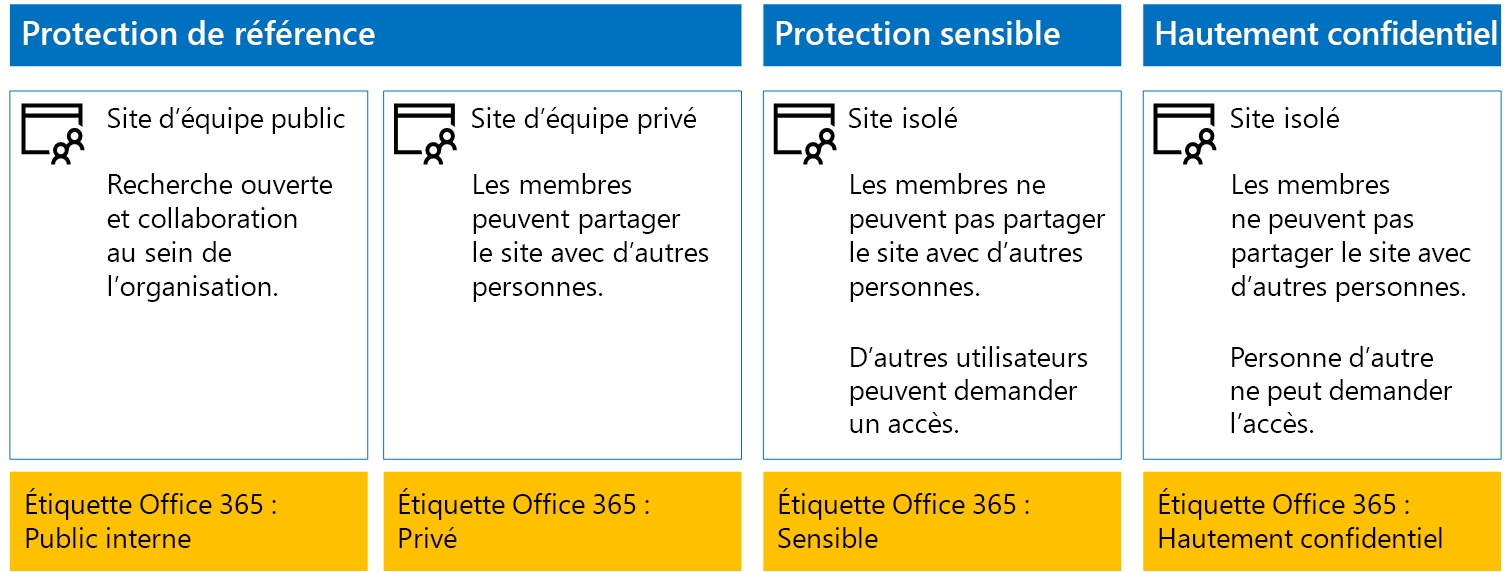 Protection de référence
Protection sensible
Hautement confidentiel
Site d’équipe public
Recherche ouverte
et collaboration
au sein de
l’organisation.
Site d’équipe privé
Les membres
peuvent partager
le site avec d’autres
personnes.
Site isolé
Les membres ne
peuvent pas partager
le site avec d’autres
personnes.
D’autres utilisateurs
peuvent demander
un accès.
Site isolé
Les membres
ne peuvent pas
partager le site avec
d’autres personnes.
Personne d’autre
ne peut demander
l’accès.
Étiquette Office 365 :
Public interne
Étiquette Office 365 :
Privé
Étiquette Office 365 :
Sensible
Étiquette Office 365 :
Hautement confidentiel